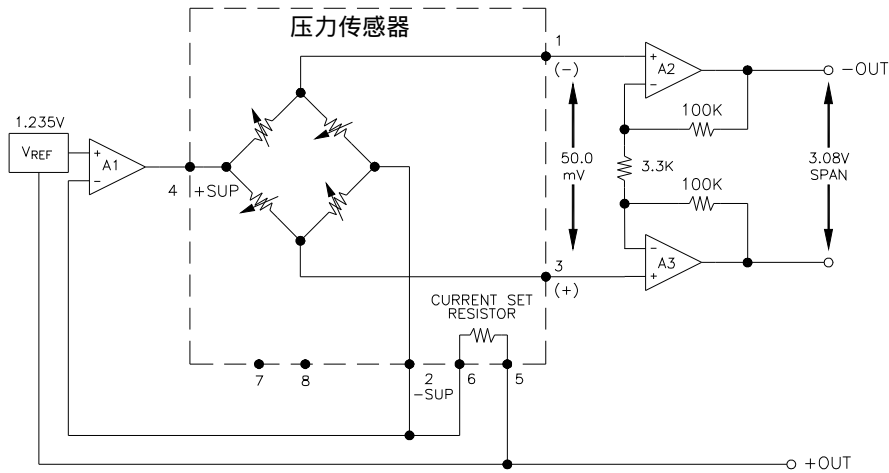 压力传感器
1
(-)
+
A2
-
-OUT
1.235V
VREF
+
A1
-
4
+SUP
100K
50.0
mV
3.3K
3.08V
SPAN
100K
-
A3
+
3
(+)
CURRENT SET
RESISTOR
7
8
2
-SUP
6
5
+OUT